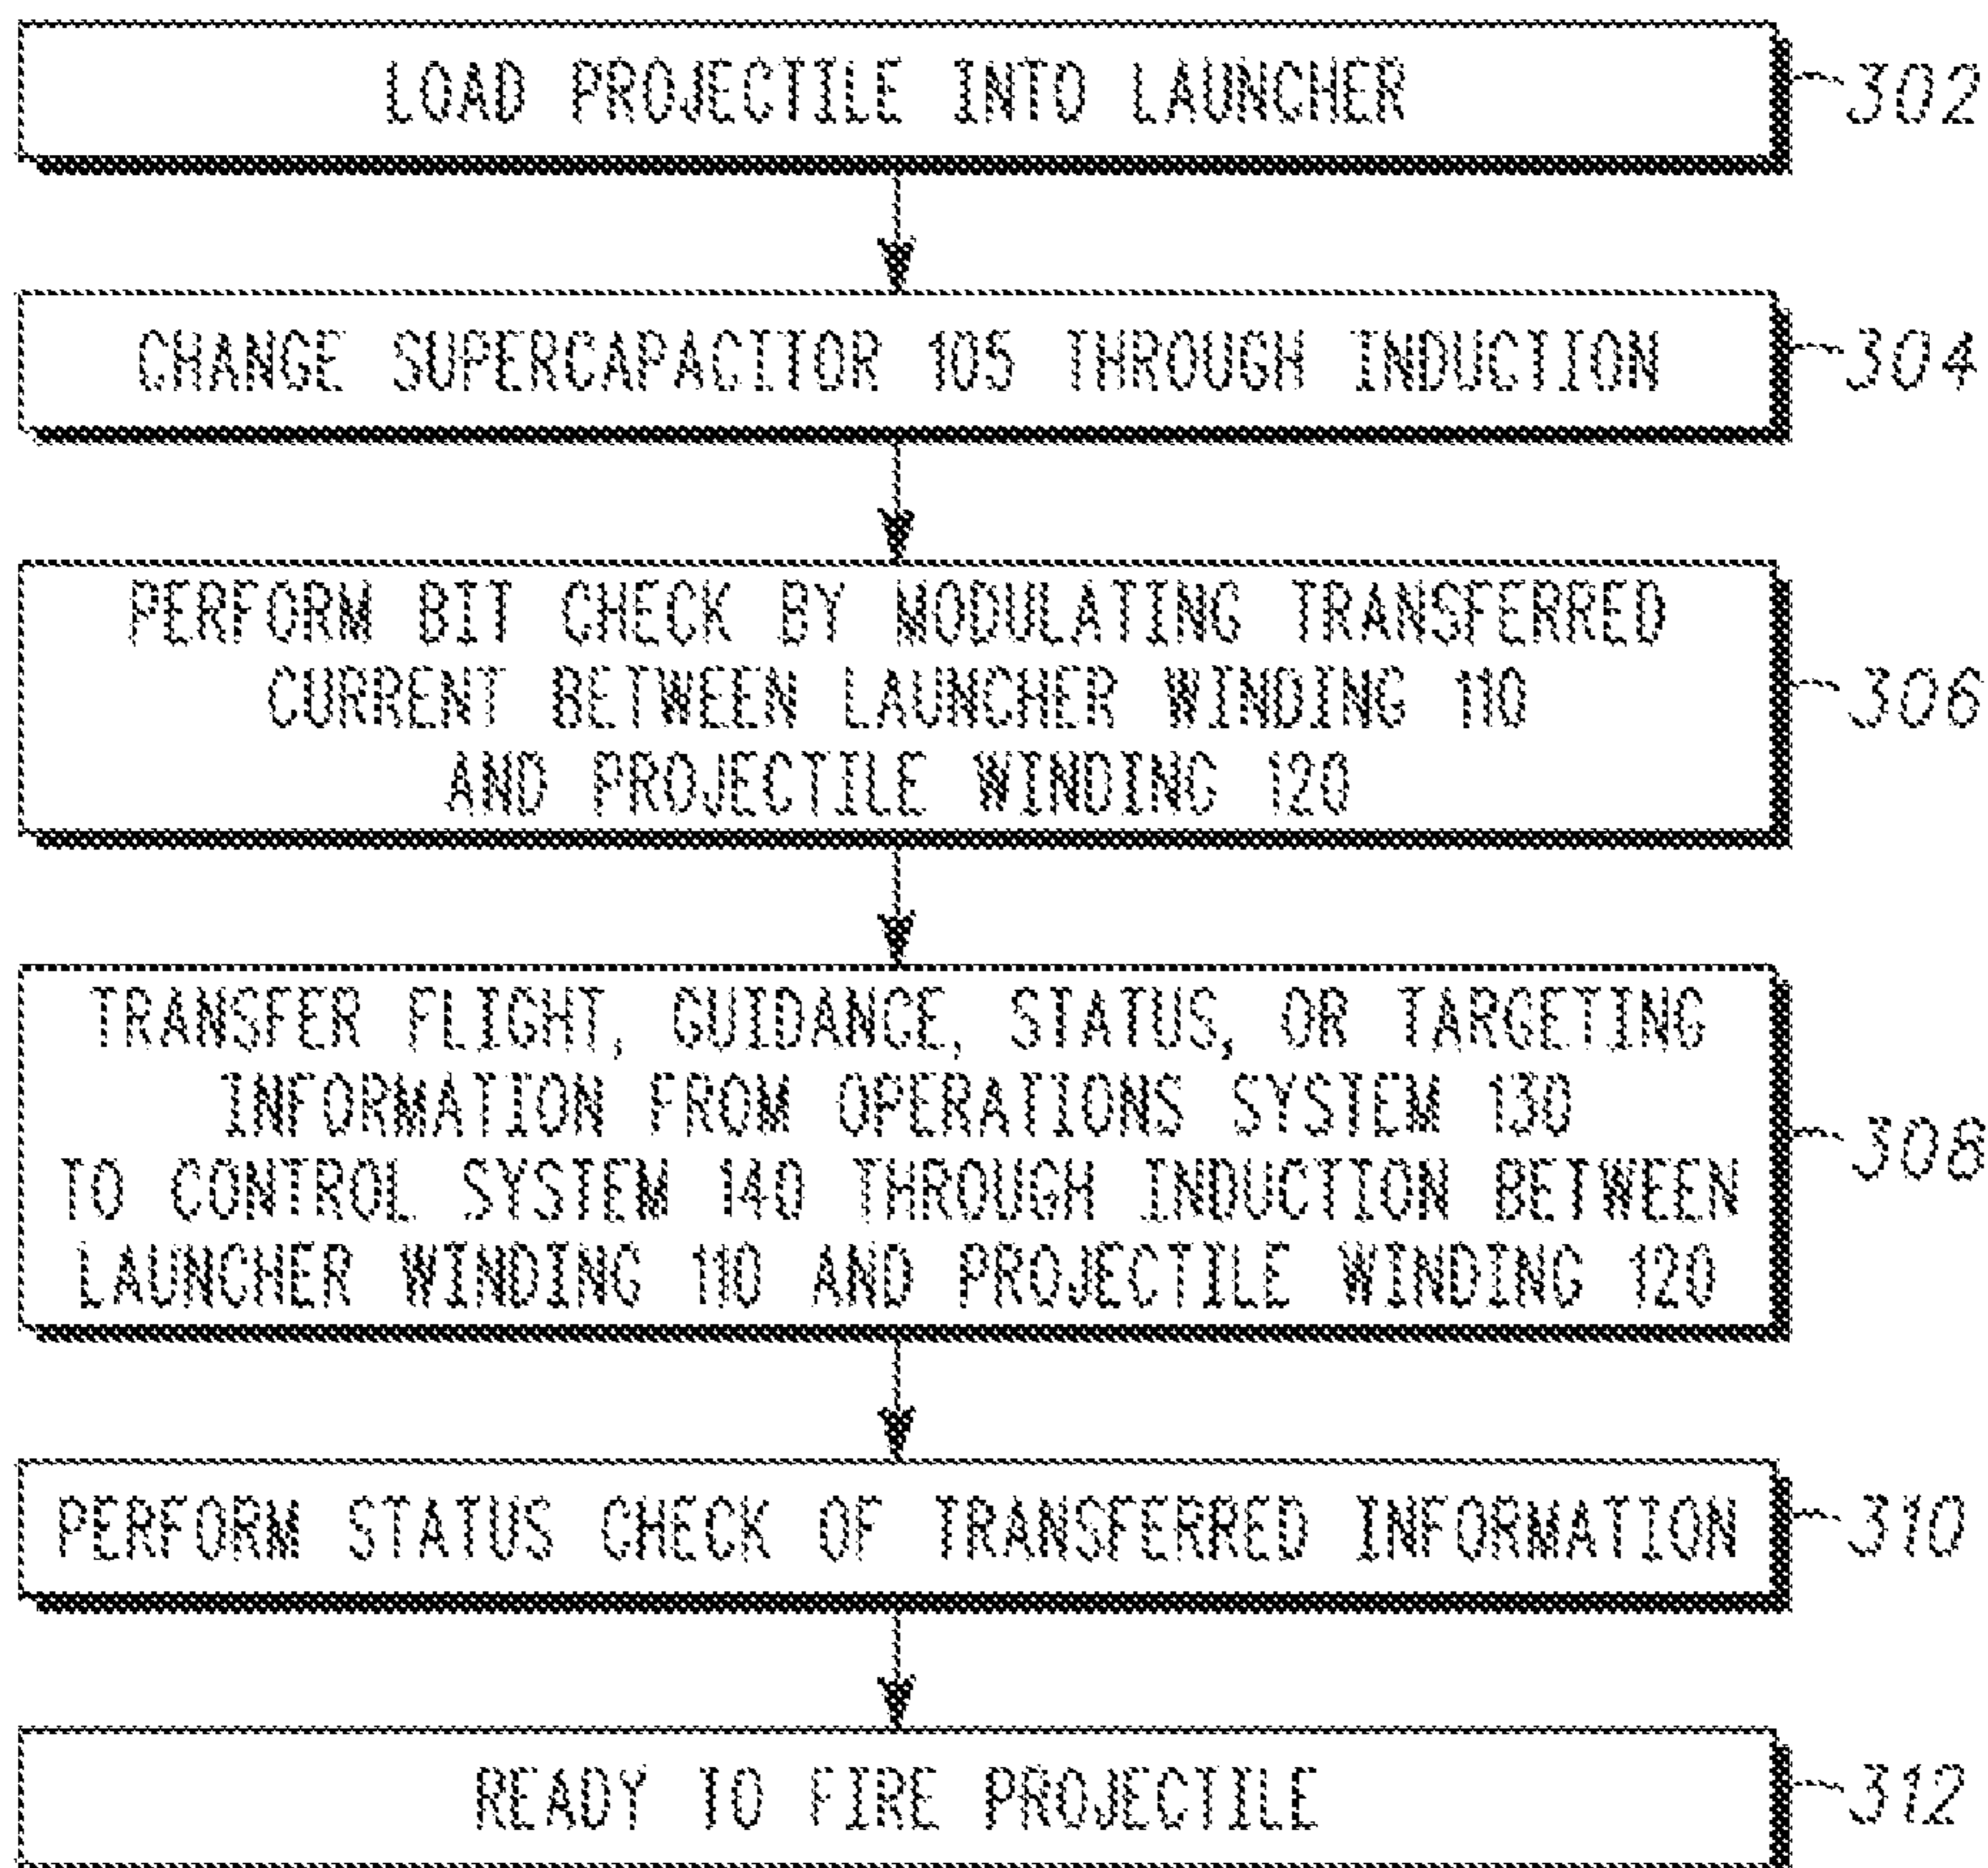 LOAD PROJECTILE INTO LAUNCHER
302
CHANGE SUPERCAPACITOR 105 THROUGH INDUCTION
304
PERFORM BIT CHECK BY MODULATING TRANSFERRED
CURRENT BETWEEN LAUNCHER WINDING 110
AND PROJECTILE WINDING 120
306
TRANSFER FLIGHT, GUIDANCE, STATUS, OR TARGETING
INFORMATION FROM OPERATIONS SYSTEM 130
TO CONTROL SYSTEM 140 THROUGH INDUCTION BETWEEN
LAUNCHER WINDING 110 AND PROJECTILE WINDING 120
308
PERFORM STATUS CHECK OF TRANSFERRED INFORMATION
310
READY TO FIRE PROJECTILE
312